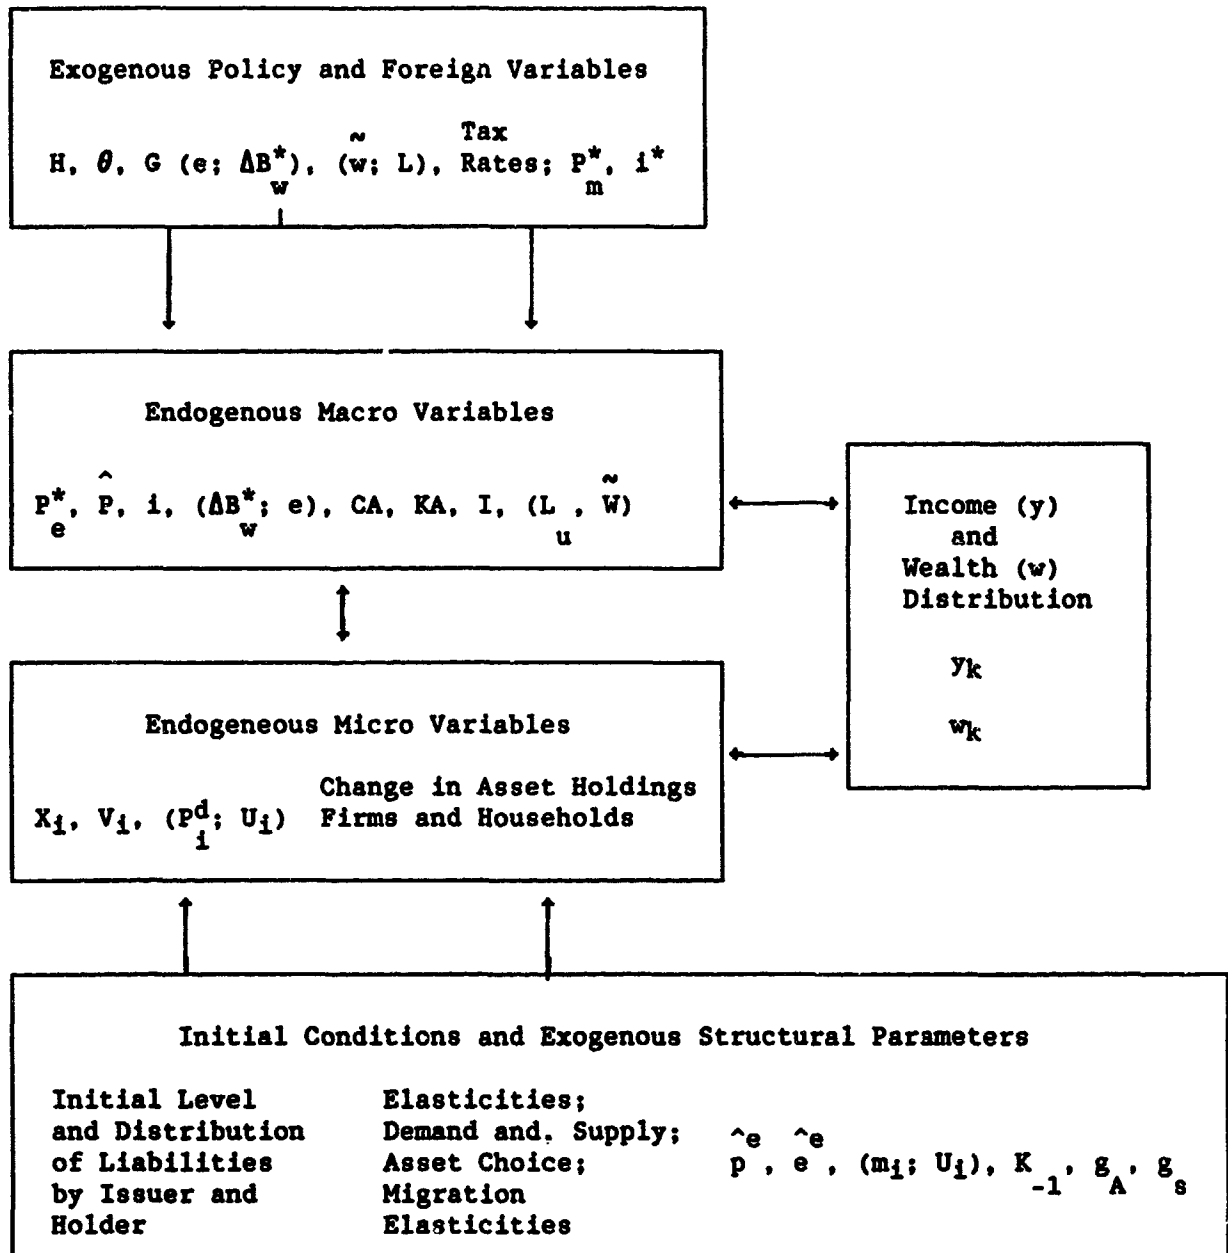 Exogenous Policy and Foreign Variables
H, θ, G (e; ΔB*w), (w̃; L), Tax Rates; P*m, i*
Endogenous Macro Variables
P*e, P̂, i, (ΔB*w; e), CA, KA, I, (Lu, W̃)
Income (y)
and
Wealth (w)
Distribution
yk
wk
Endogeneous Micro Variables
Change in Asset Holdings
Xi, Vi, (Pdi; Ui) Firms and Households
Initial Conditions and Exogenous Structural Parameters
Initial Level
and Distribution
of Liabilities
by Issuer and
Holder
Elasticities;
Demand and. Supply;
Asset Choice;
Migration
Elasticities
p̂e, êe, (mi; Ui), K-1, gA, gs